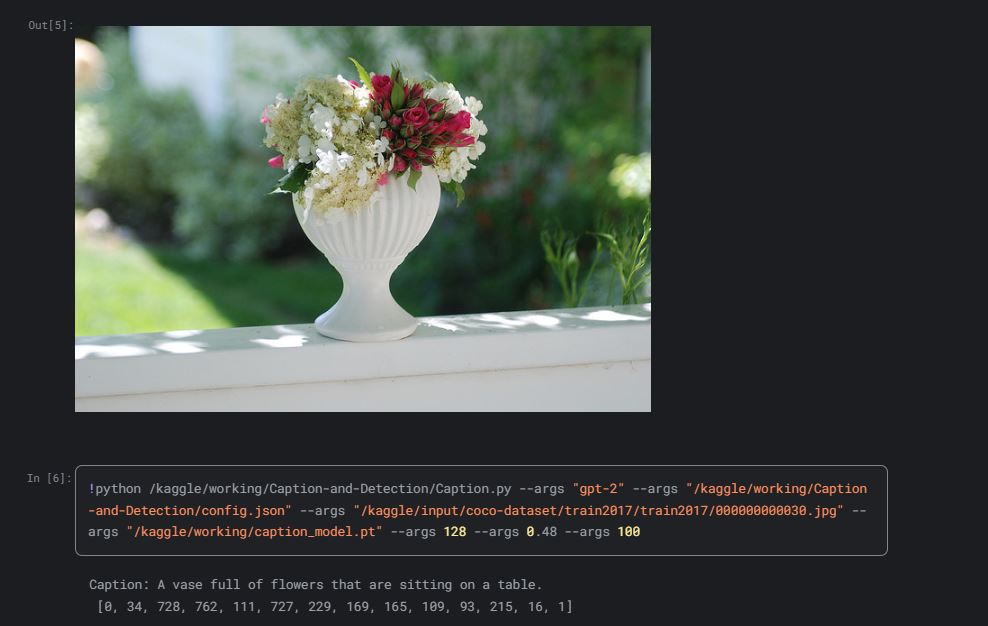 Out[5]:
In [6]:
!python /kaggle/working/Caption-and-Detection/Caption.py --args "gpt-2" --args "/kaggle/working/Caption
-and-Detection/config.json" --args "/kaggle/input/coco-dataset/train2017/train2017/000000000030.jpg" --
args "/kaggle/working/caption_model.pt" --args 128 --args 0.48 --args 100
Caption: A vase full of flowers that are sitting on a table.
[0, 34, 728, 762, 111, 727, 229, 169, 165, 109, 93, 215, 16, 1]